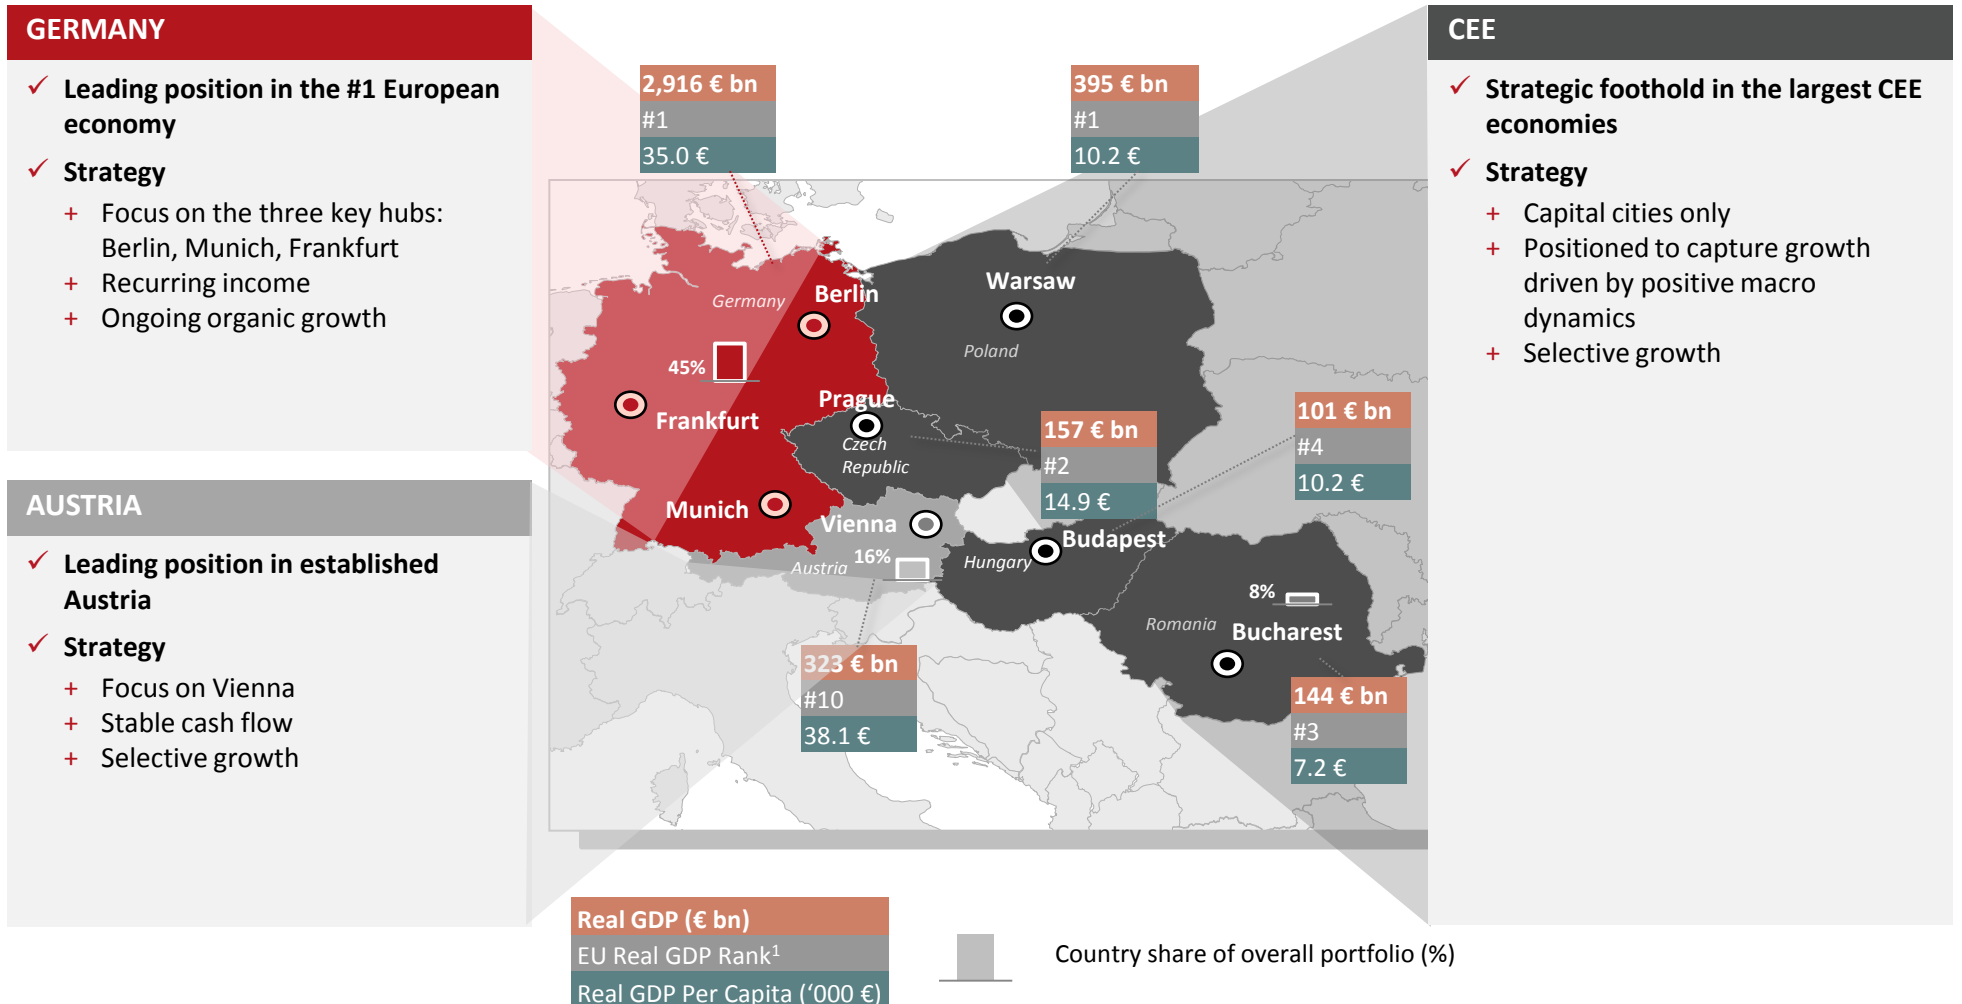 GERMANY
✓ Leading position in the #1 European
economy
✓ Strategy
+ Focus on the three key hubs:
Berlin, Munich, Frankfurt
+ Recurring income
+ Ongoing organic growth
AUSTRIA
✓ Leading position in established
Austria
✓ Strategy
+ Focus on Vienna
+ Stable cash flow
+ Selective growth
2,916 € bn
#1
35.0 €
395 € bn
#1
10.2 €
Germany
Berlin
Warsaw
Poland
45%
Frankfurt
Prague
Czech
Republic
157 € bn
#2
14.9 €
101 € bn
#4
10.2 €
Munich
Vienna
Austria
16%
Budapest
Hungary
8%
Romania
Bucharest
323 € bn
#10
38.1 €
144 € bn
#3
7.2 €
CEE
✓ Strategic foothold in the largest CEE
economies
✓ Strategy
+ Capital cities only
+ Positioned to capture growth
driven by positive macro
dynamics
+ Selective growth
Real GDP (€ bn)
EU Real GDP Rank¹
Real GDP Per Capita (‘000 €)
Country share of overall portfolio (%)